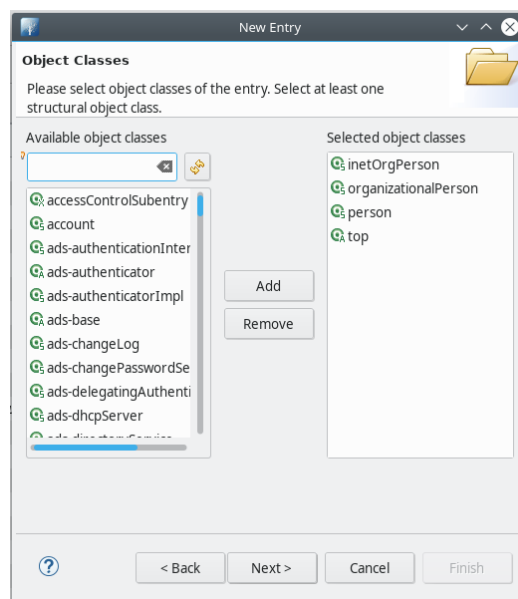 New Entry
Object Classes
Please select object classes of the entry. Select at least one
structural object class.
Available object classes
Selected object classes
accessControlSubentry
account
ads-authenticationInter
ads-authenticator
ads-authenticatorImpl
ads-base
ads-changeLog
ads-changePasswordSe
ads-delegatingAuthenti
ads-dhcpServer
ads-directoryService
Add
Remove
inetOrgPerson
organizationalPerson
person
top
< Back
Next >
Cancel
Finish